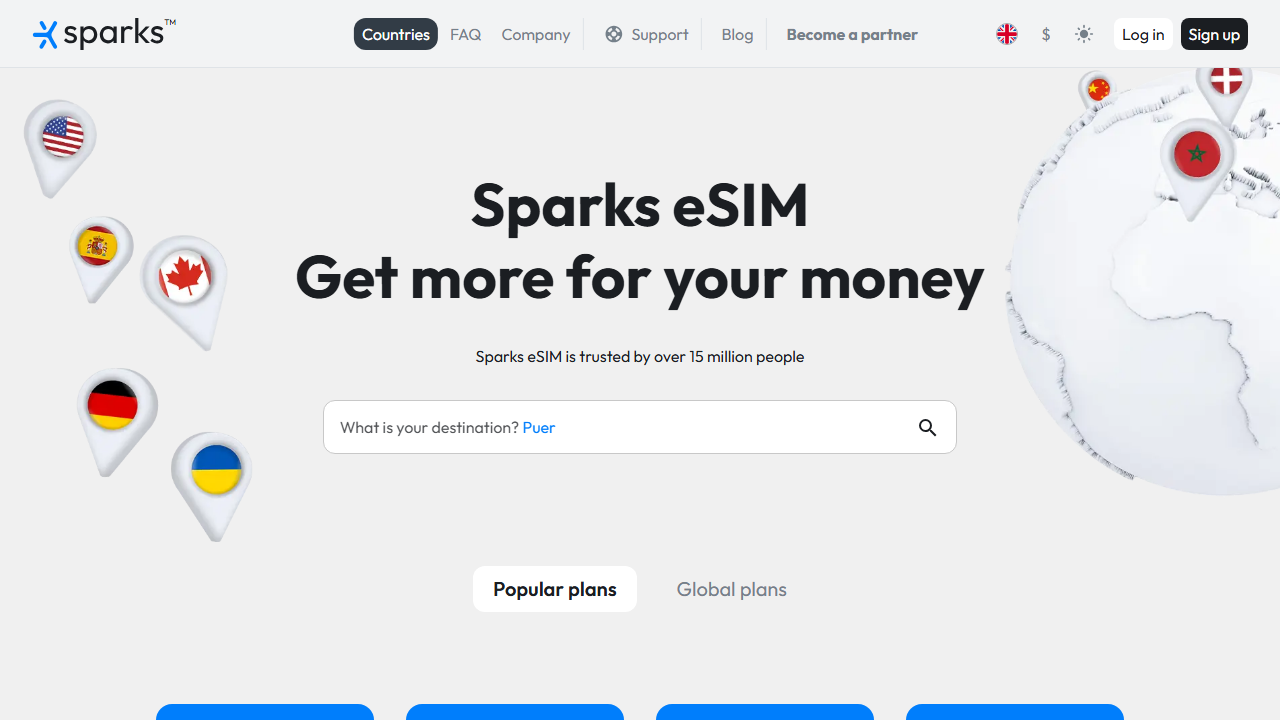 sparks™
Countries FAQ Company Support Blog Become a partner $ Log in Sign up
Sparks eSIM
Get more for your money
Sparks eSIM is trusted by over 15 million people
What is your destination? Puer
Popular plans Global plans